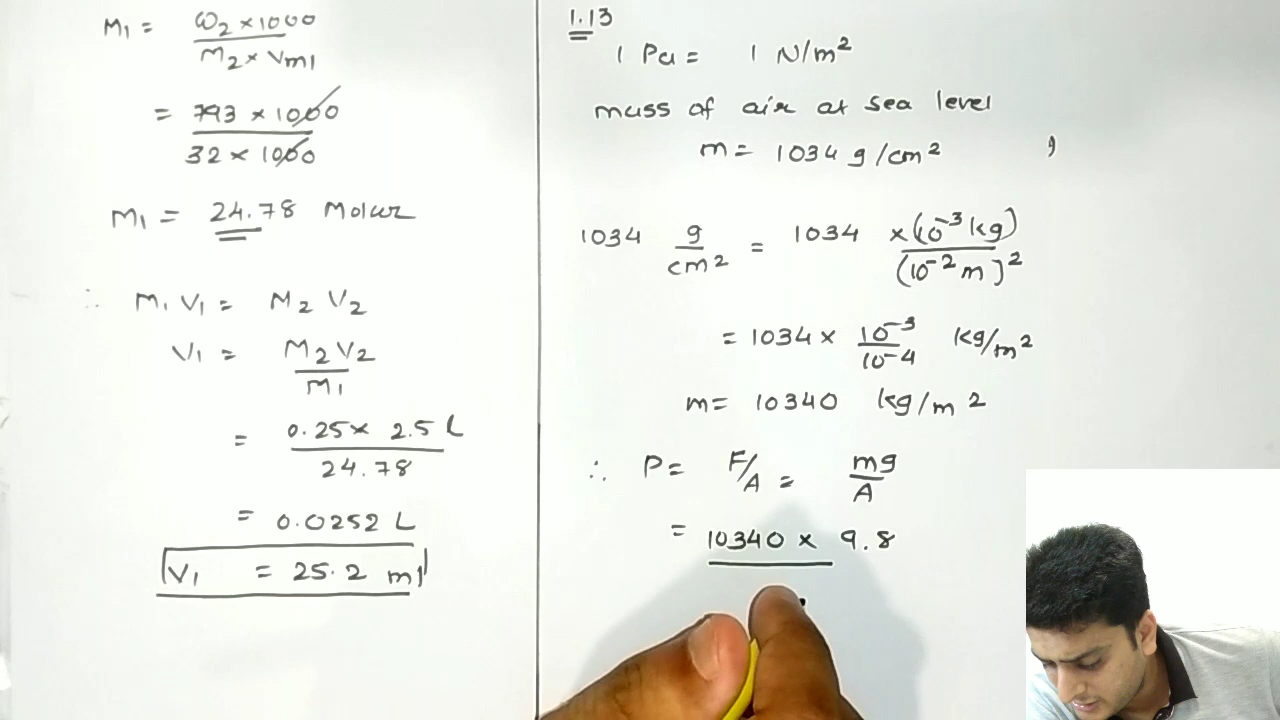 M1 = ω2 × 1000
M2 × Vml
= 793 × 1000
32 × 1000
M1 = 24.78 Molar
∴ M1 V1 = M2 V2
V1 = M2 V2
M1
= 0.25 × 2.5 L
24.78
= 0.0252 L
V1 = 25.2 ml
1.13
1 Pa = 1 N/m²
mass of air at sea level
m = 1034 g/cm² ,
1034 g/cm² = 1034 × (10⁻³ kg)
(10⁻² m)²
= 1034 × 10⁻³/10⁻⁴ kg/m²
m = 10340 kg/m²
∴ P = F/A = mg/A
= 10340 × 9.8